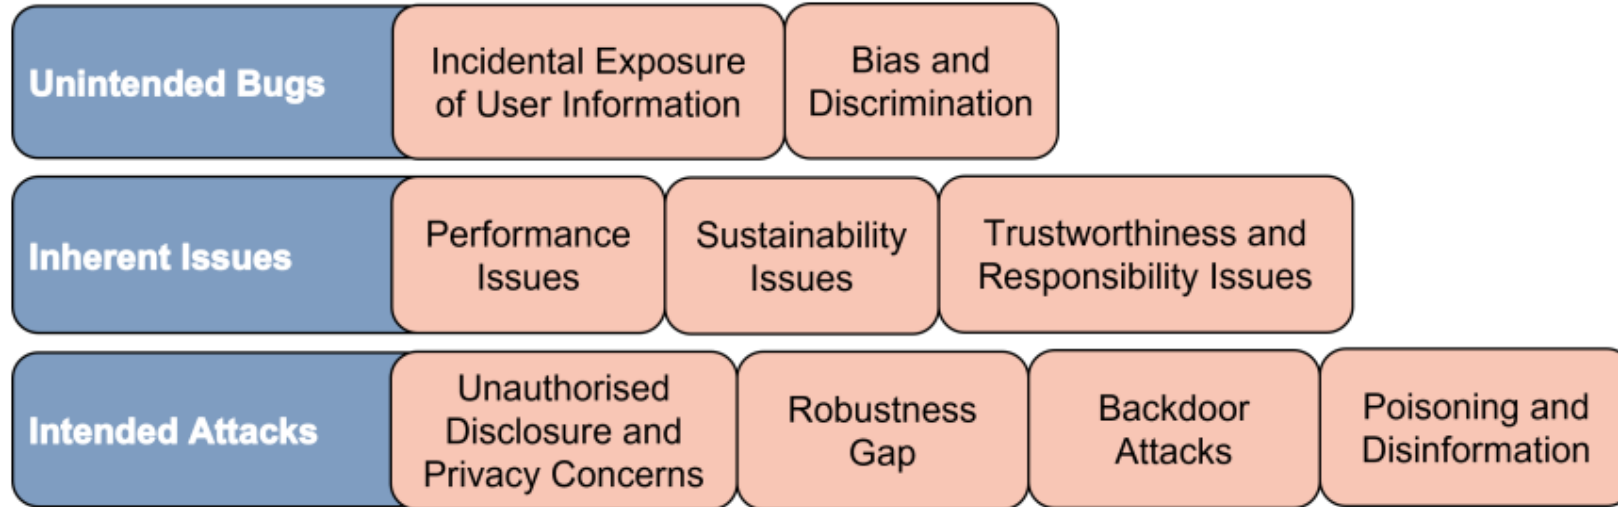 Unintended Bugs
Incidental Exposure
of User Information
Bias and
Discrimination
Inherent Issues
Performance
Issues
Sustainability
Issues
Trustworthiness and
Responsibility Issues
Intended Attacks
Unauthorised
Disclosure and
Privacy Concerns
Robustness
Gap
Backdoor
Attacks
Poisoning and
Disinformation